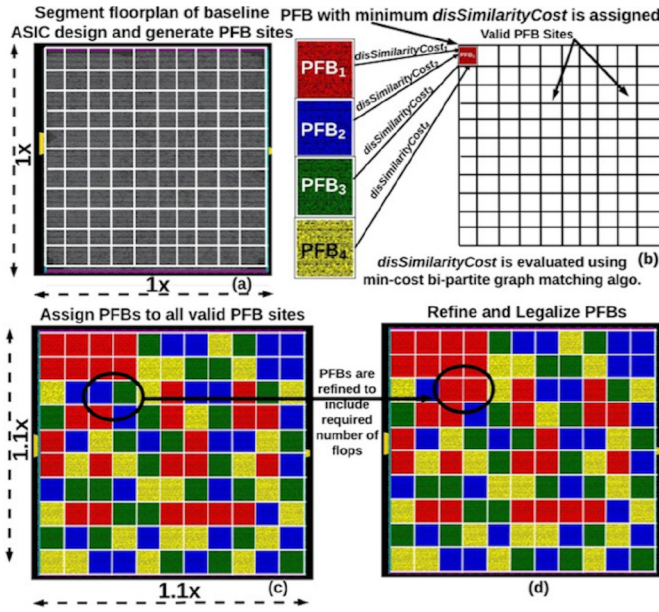 Segment floorplan of baseline
ASIC design and generate PFB sites
1x
1x
(a)
PFB with minimum disSimilarityCost is assigned
Valid PFB Sites
PFB1
PFB2
PFB3
PFB4
disSimilarityCost1
disSimilarityCost2
disSimilarityCost3
disSimilarityCost4
PFB1
(b)
disSimilarityCost is evaluated using
min-cost bi-partite graph matching algo.
Assign PFBs to all valid PFB sites
1.1x
1.1x
(c)
PFBs are
refined to
include
required
number of
flops
Refine and Legalize PFBs
(d)